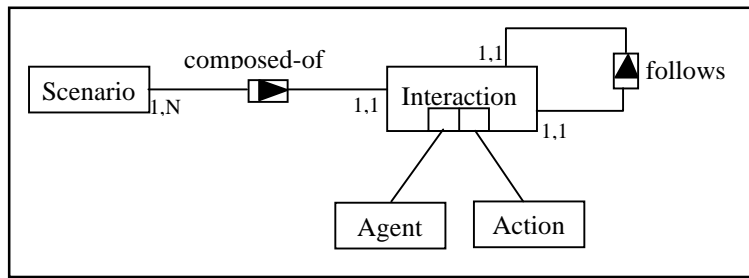 composed-of
Scenario
1,N
1,1
Interaction
1,1
1,1
follows
Agent
Action